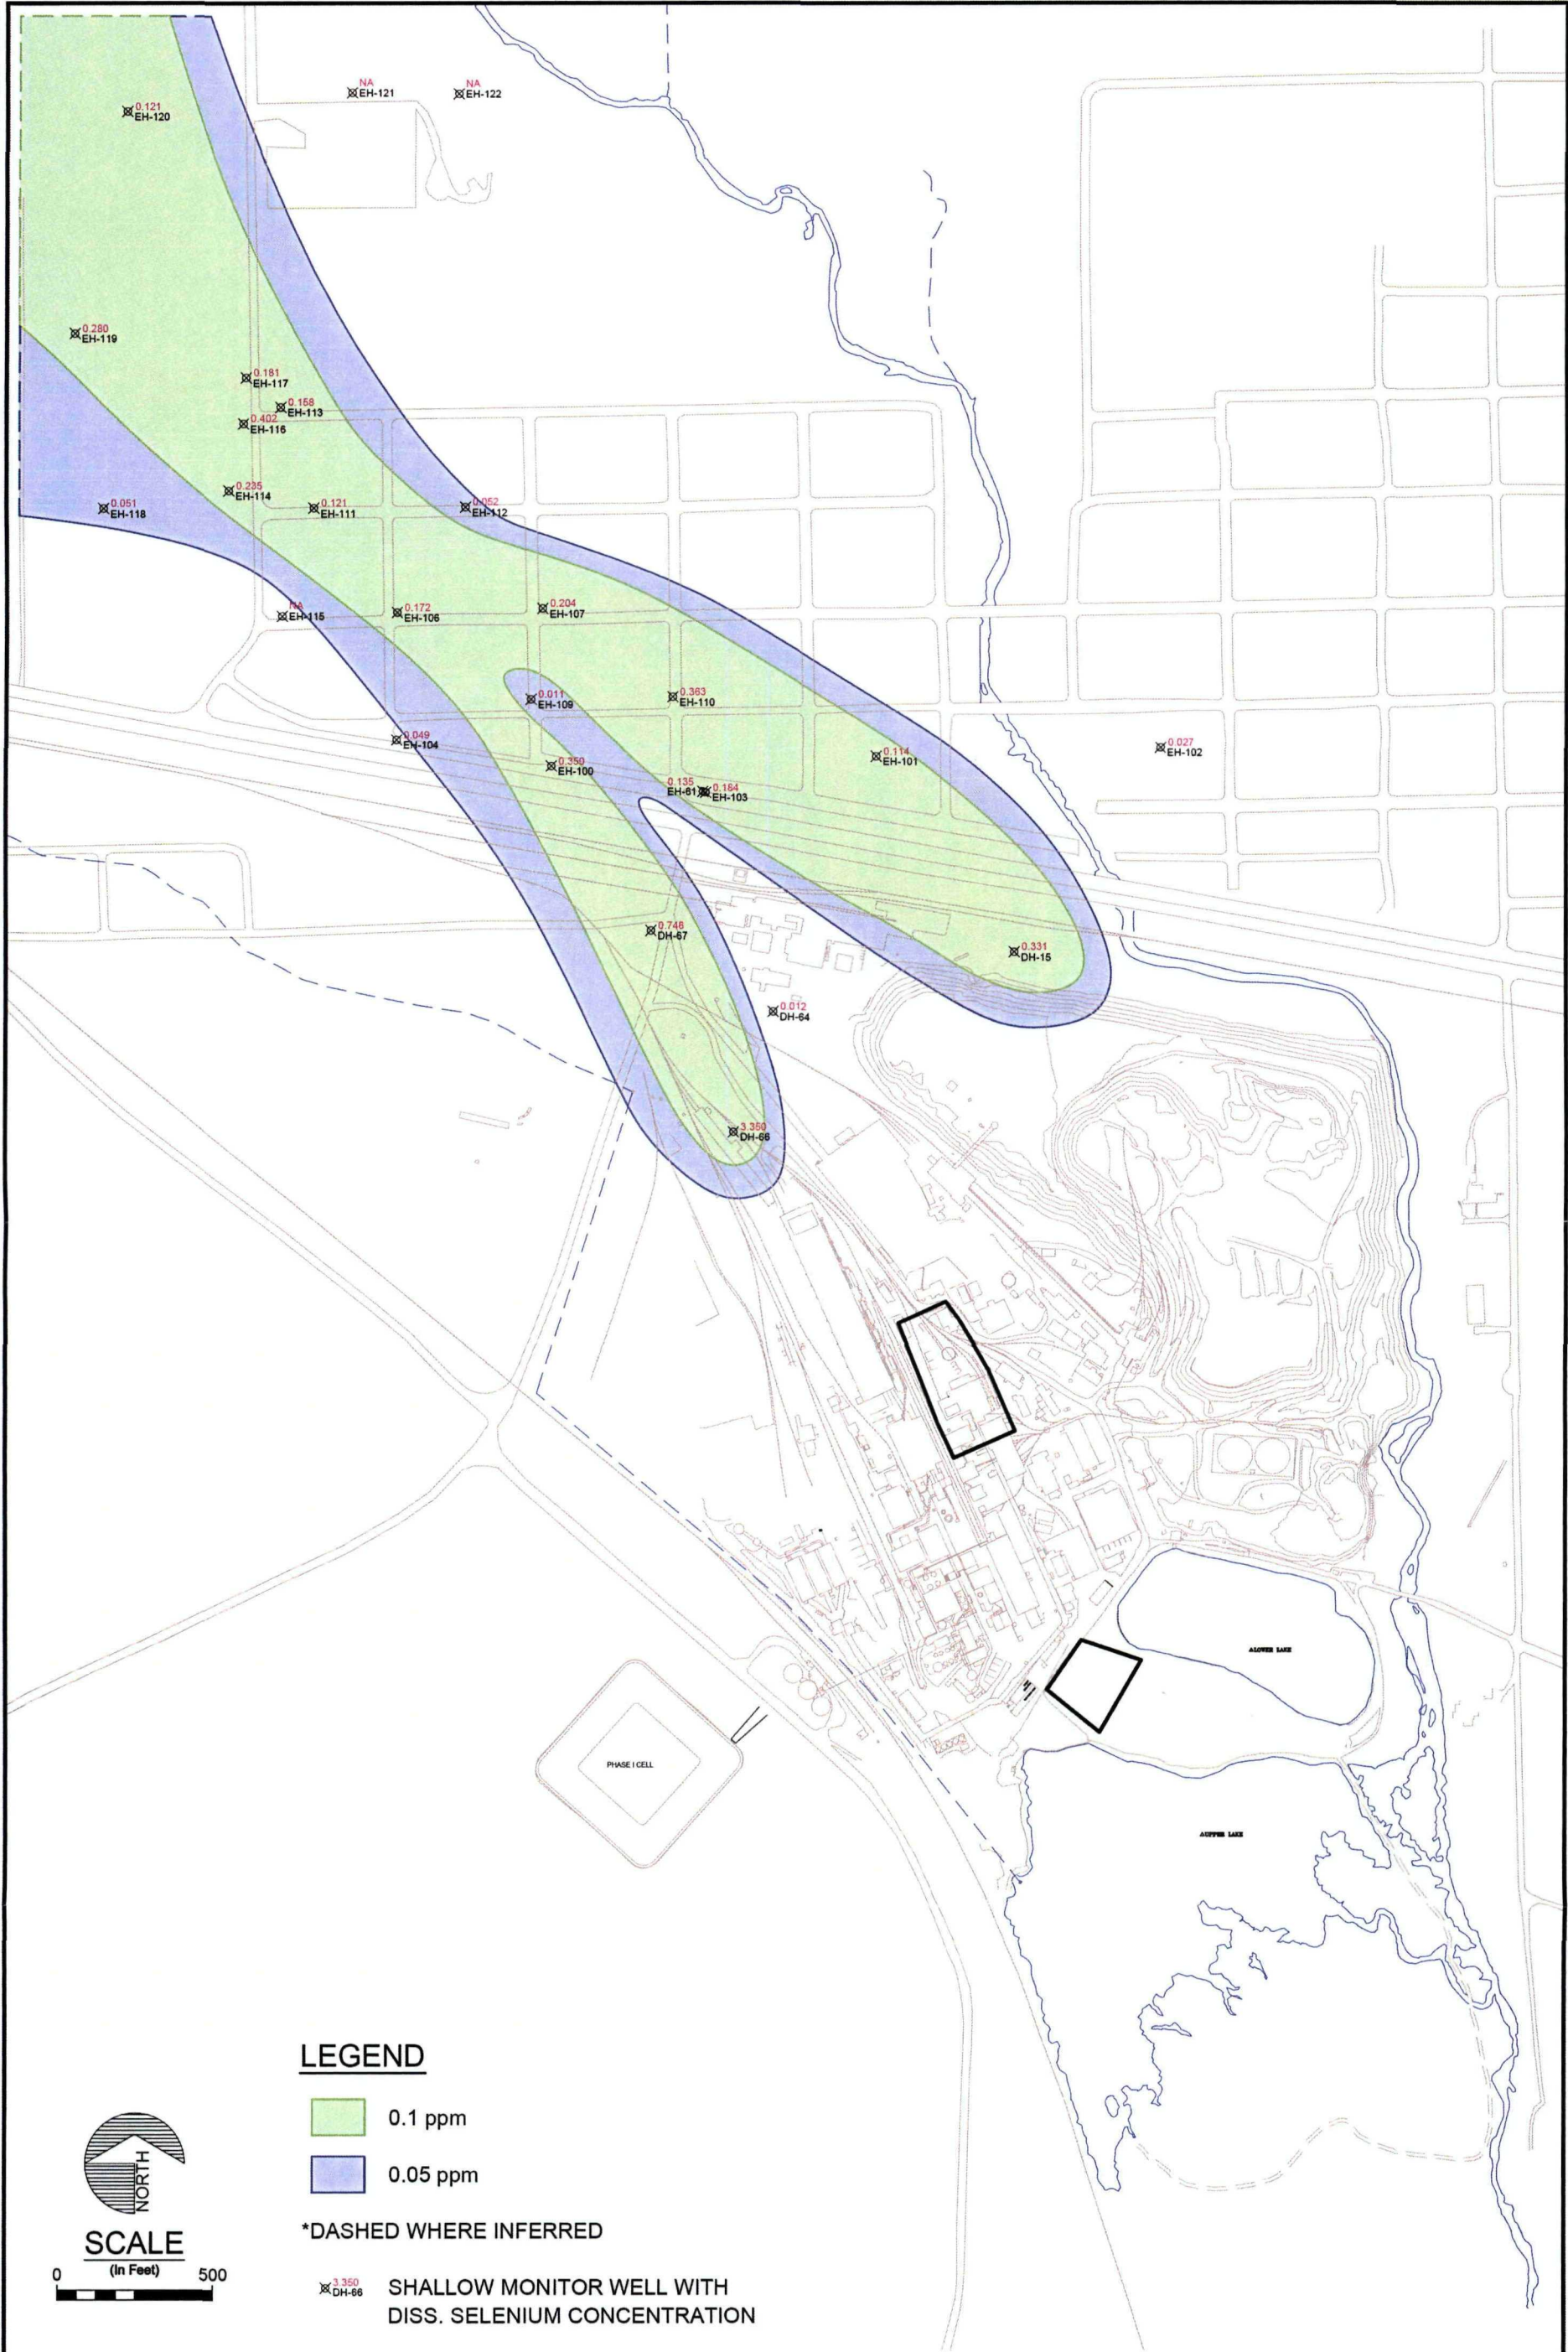 NA
EH-121
NA
EH-122
0.121
EH-120
0.280
EH-119
0.181
EH-117
0.158
EH-113
0.402
EH-116
0.235
EH-114
0.051
EH-118
0.121
EH-111
0.052
EH-112
NA
EH-115
0.172
EH-106
0.204
EH-107
0.011
EH-109
0.363
EH-110
0.049
EH-104
0.350
EH-100
0.114
EH-101
0.027
EH-102
0.135
EH-61
0.164
EH-103
0.746
DH-67
0.331
DH-15
0.012
DH-64
3.350
DH-66
LOWER LAKE
PHASE I CELL
UPPER LAKE
LEGEND
0.1 ppm
0.05 ppm
*DASHED WHERE INFERRED
3.350
DH-66
SHALLOW MONITOR WELL WITH
DISS. SELENIUM CONCENTRATION
NORTH
SCALE
(In Feet)
0 500